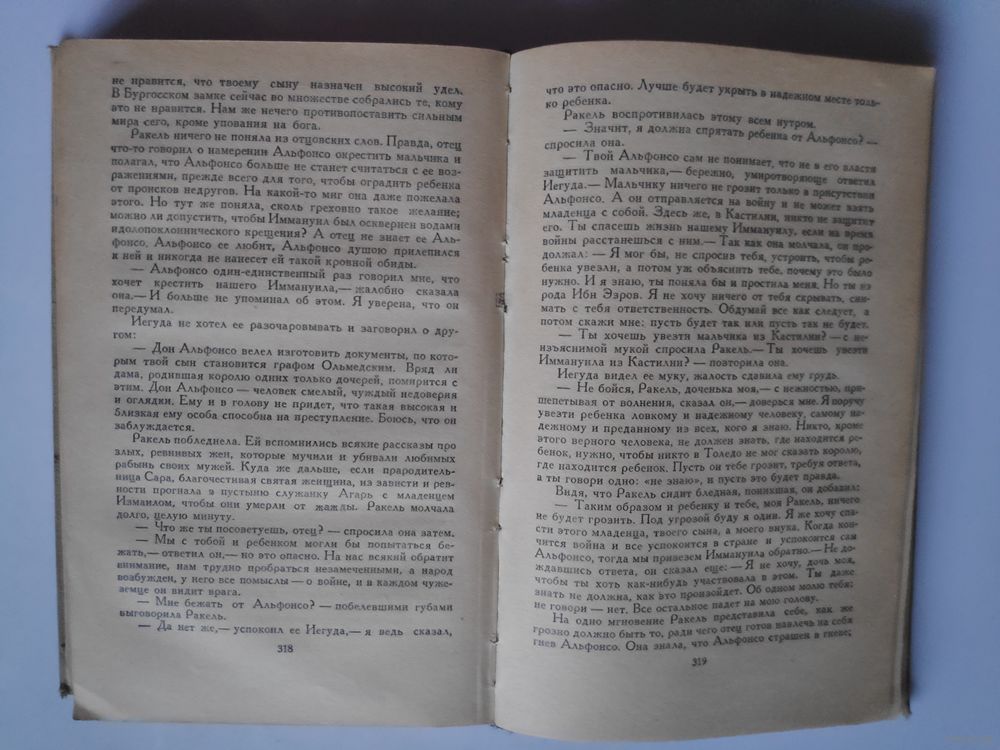 не нравится, что твоему сыну назначен высокий удел.
В Бургосском замке сейчас во множестве собрались те, кому
это не нравится. Нам же нечего противопоставить сильным
мира сего, кроме упования на бога.
Ракель ничего не поняла из отцовских слов. Правда, отец
что-то говорил о намерении Альфонсо окрестить мальчика и
полагал, что Альфонсо больше не станет считаться с ее воз-
ражениями, прежде всего для того, чтобы оградить ребенка
от происков недругов. На какой-то миг она даже пожелала
этого. Но тут же поняла, сколь греховно такое желание;
можно ли допустить, чтобы Иммануил был осквернен водами
идолопоклоннического крещения? А отец не знает ее Аль-
фонсо. Альфонсо ее любит, Альфонсо душою прилепился
к ней и никогда не нанесет ей такой кровной обиды.
— Альфонсо один-единственный раз говорил мне, что
хочет крестить нашего Иммануила,— жалобно сказала
она.— И больше не упоминал об этом. Я уверена, что он
передумал.
Иегуда не хотел ее разочаровывать и заговорил о дру-
гом:
— Дон Альфонсо велел изготовить документы, по кото-
рым твой сын становится графом Ольмедским. Вряд ли
дама, родившая королю одних только дочерей, помирится с
этим. Дон Альфонсо — человек смелый, чуждый недоверия
и оглядки. Ему и в голову не придет, что такая высокая и
близкая ему особа способна на преступление. Боюсь, что он
заблуждается.
Ракель побледнела. Ей вспомнились всякие рассказы про
злых, ревнивых жен, которые мучили и убивали любимых
рабынь своих мужей. Куда же дальше, если прародитель-
ница Сара, благочестивая святая женщина, из зависти и рев-
ности прогнала в пустыню служанку Агарь с младенцем
Измаилом, чтобы они умерли от жажды. Ракель молчала
долго, целую минуту.
— Что же ты посоветуешь, отец? — спросила она затем.
— Мы с тобой и ребенком могли бы попытаться бе-
жать,— ответил он,— но это опасно. На нас всякий обратит
внимание, нам трудно пробраться незамеченными, а народ
возбужден, у него все помыслы — о войне, и в каждом чуже-
земце он видит врага.
— Мне бежать от Альфонсо? — побелевшими губами
выговорила Ракель.
— Да нет же,— успокоил ее Иегуда,— я ведь сказал,
318
что это опасно. Лучше будет укрыть в надежном месте толь-
ко ребенка.
Ракель воспротивилась этому всем нутром.
— Значит, я должна спрятать ребенка от Альфонсо? —
спросила она.
— Твой Альфонсо сам не понимает, что не в его власти
защитить мальчика,— бережно, умиротворяюще ответил
Иегуда.— Мальчику ничего не грозит только в присутствии
Альфонсо. А он отправляется на войну и не может взять
младенца с собой. Здесь же, в Кастилии, никто не защитит
его. Ты спасешь жизнь нашему Иммануилу, если на время
войны расстанешься с ним.— Так как она молчала, он про-
должал: — Я мог бы, не спросив тебя, устроить, чтобы ре-
бенка увезли, а потом уж объяснить тебе, почему это было
нужно. И я знаю, ты поняла бы и простила меня. Но ты из
рода Ибн Эзров. Я не хочу ничего от тебя скрывать, сни-
мать с тебя ответственность. Обдумай все как следует, а
потом скажи мне: пусть будет так или пусть так не будет.
— Ты хочешь увезти мальчика из Кастилии? — с не-
изъяснимой мукой спросила Ракель.— Ты хочешь увезти
Иммануила из Кастилии? — повторила она.
Иегуда видел ее муку, жалость сдавила ему грудь.
— Не бойся, Ракель, доченька моя,— с нежностью, при-
шепетывая от волнения, сказал он,— доверься мне. Я поручу
увезти ребенка ловкому и надежному человеку, самому на-
дежному и преданному из всех, кого я знаю. Никто, кроме
этого верного человека, не должен знать, где находится ре-
бенок, нужно, чтобы никто в Толедо не мог сказать королю,
где находится ребенок. Пусть он тебе грозит, требуя ответа,
а ты говори одно: «не знаю», и пусть это будет правда.
Видя, что Ракель сидит бледная, поникшая, он добавил:
— Таким образом и ребенку и тебе, моя Ракель, ничего
не будет грозить. Под угрозой буду я один. Я же хочу спа-
сти этого младенца, твоего сына, а моего внука. Когда кон-
чится война и все успокоится в стране и успокоится сам
Альфонсо, тогда мы привезем Иммануила обратно.— Не до-
ждавшись ответа, он сказал еще: — Я не хочу, дочь моя,
чтобы ты хоть как-нибудь участвовала в этом. Ты даже
знать не должна, как это произойдет. Об одном молю тебя:
не говори — нет. Все остальное падет на мою голову.
На одно мгновение Ракель представила себе, как же
грозно должно быть то, ради чего отец готов навлечь на себя
гнев Альфонсо. Она знала, что Альфонсо страшен в гневе;
319